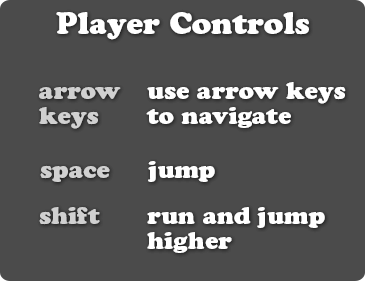 Player Controls
arrow keys use arrow keys to navigate
space jump
shift run and jump higher